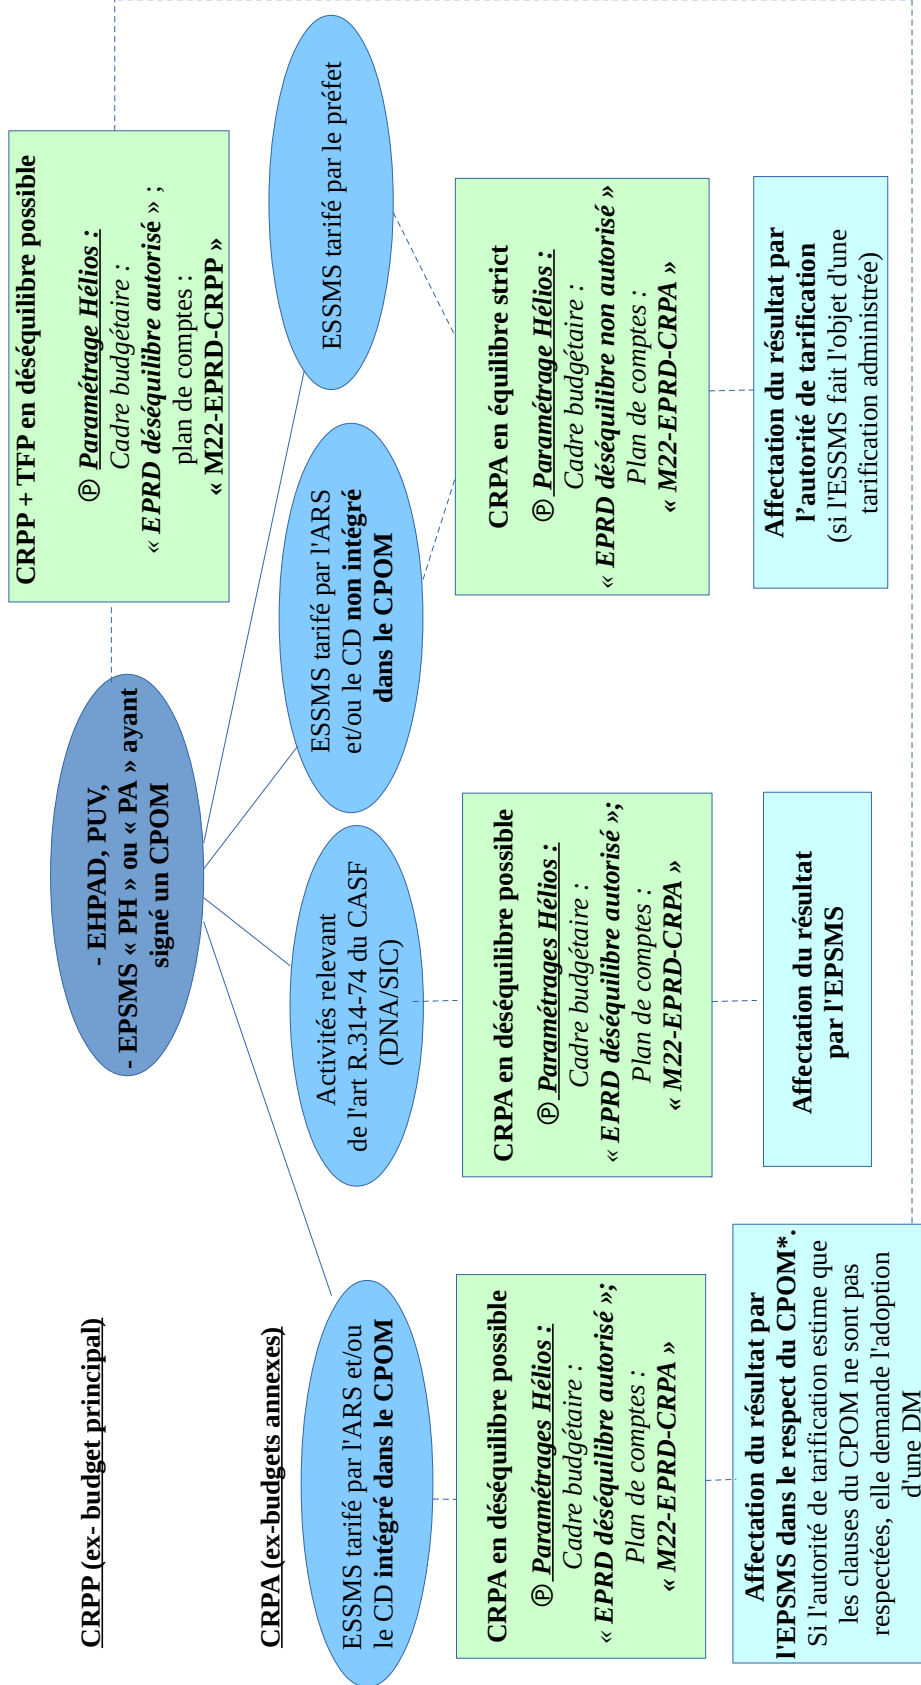 CRPP (ex- budget principal)
- EHPAD, PUV,
- EPSMS « PH » ou « PA » ayant
signé un CPOM
CRPP + TFP en déséquilibre possible
Ⓟ Paramétrage Hélios :
Cadre budgétaire :
« EPRD déséquilibre autorisé » ;
plan de comptes :
« M22-EPRD-CRPP »
CRPA (ex-budgets annexes)
ESSMS tarifé par l'ARS et/ou
le CD intégré dans le CPOM
Activités relevant
de l'art R.314-74 du CASF
(DNA/SIC)
ESSMS tarifé par l'ARS
et/ou le CD non intégré
dans le CPOM
ESSMS tarifé par le préfet
CRPA en déséquilibre possible
Ⓟ Paramétrages Hélios :
Cadre budgétaire :
« EPRD déséquilibre autorisé »;
Plan de comptes :
« M22-EPRD-CRPA »
CRPA en déséquilibre possible
Ⓟ Paramétrages Hélios :
Cadre budgétaire :
« EPRD déséquilibre autorisé »;
Plan de comptes :
« M22-EPRD-CRPA »
CRPA en équilibre strict
Ⓟ Paramétrage Hélios :
Cadre budgétaire :
« EPRD déséquilibre non autorisé »
Plan de comptes :
« M22-EPRD-CRPA »
Affectation du résultat par
l'EPSMS dans le respect du CPOM*.
Si l'autorité de tarification estime que
les clauses du CPOM ne sont pas
respectées, elle demande l'adoption
d'une DM
Affectation du résultat
par l'EPSMS
Affectation du résultat par
l’autorité de tarification
(si l'ESSMS fait l'objet d'une
tarification administrée)